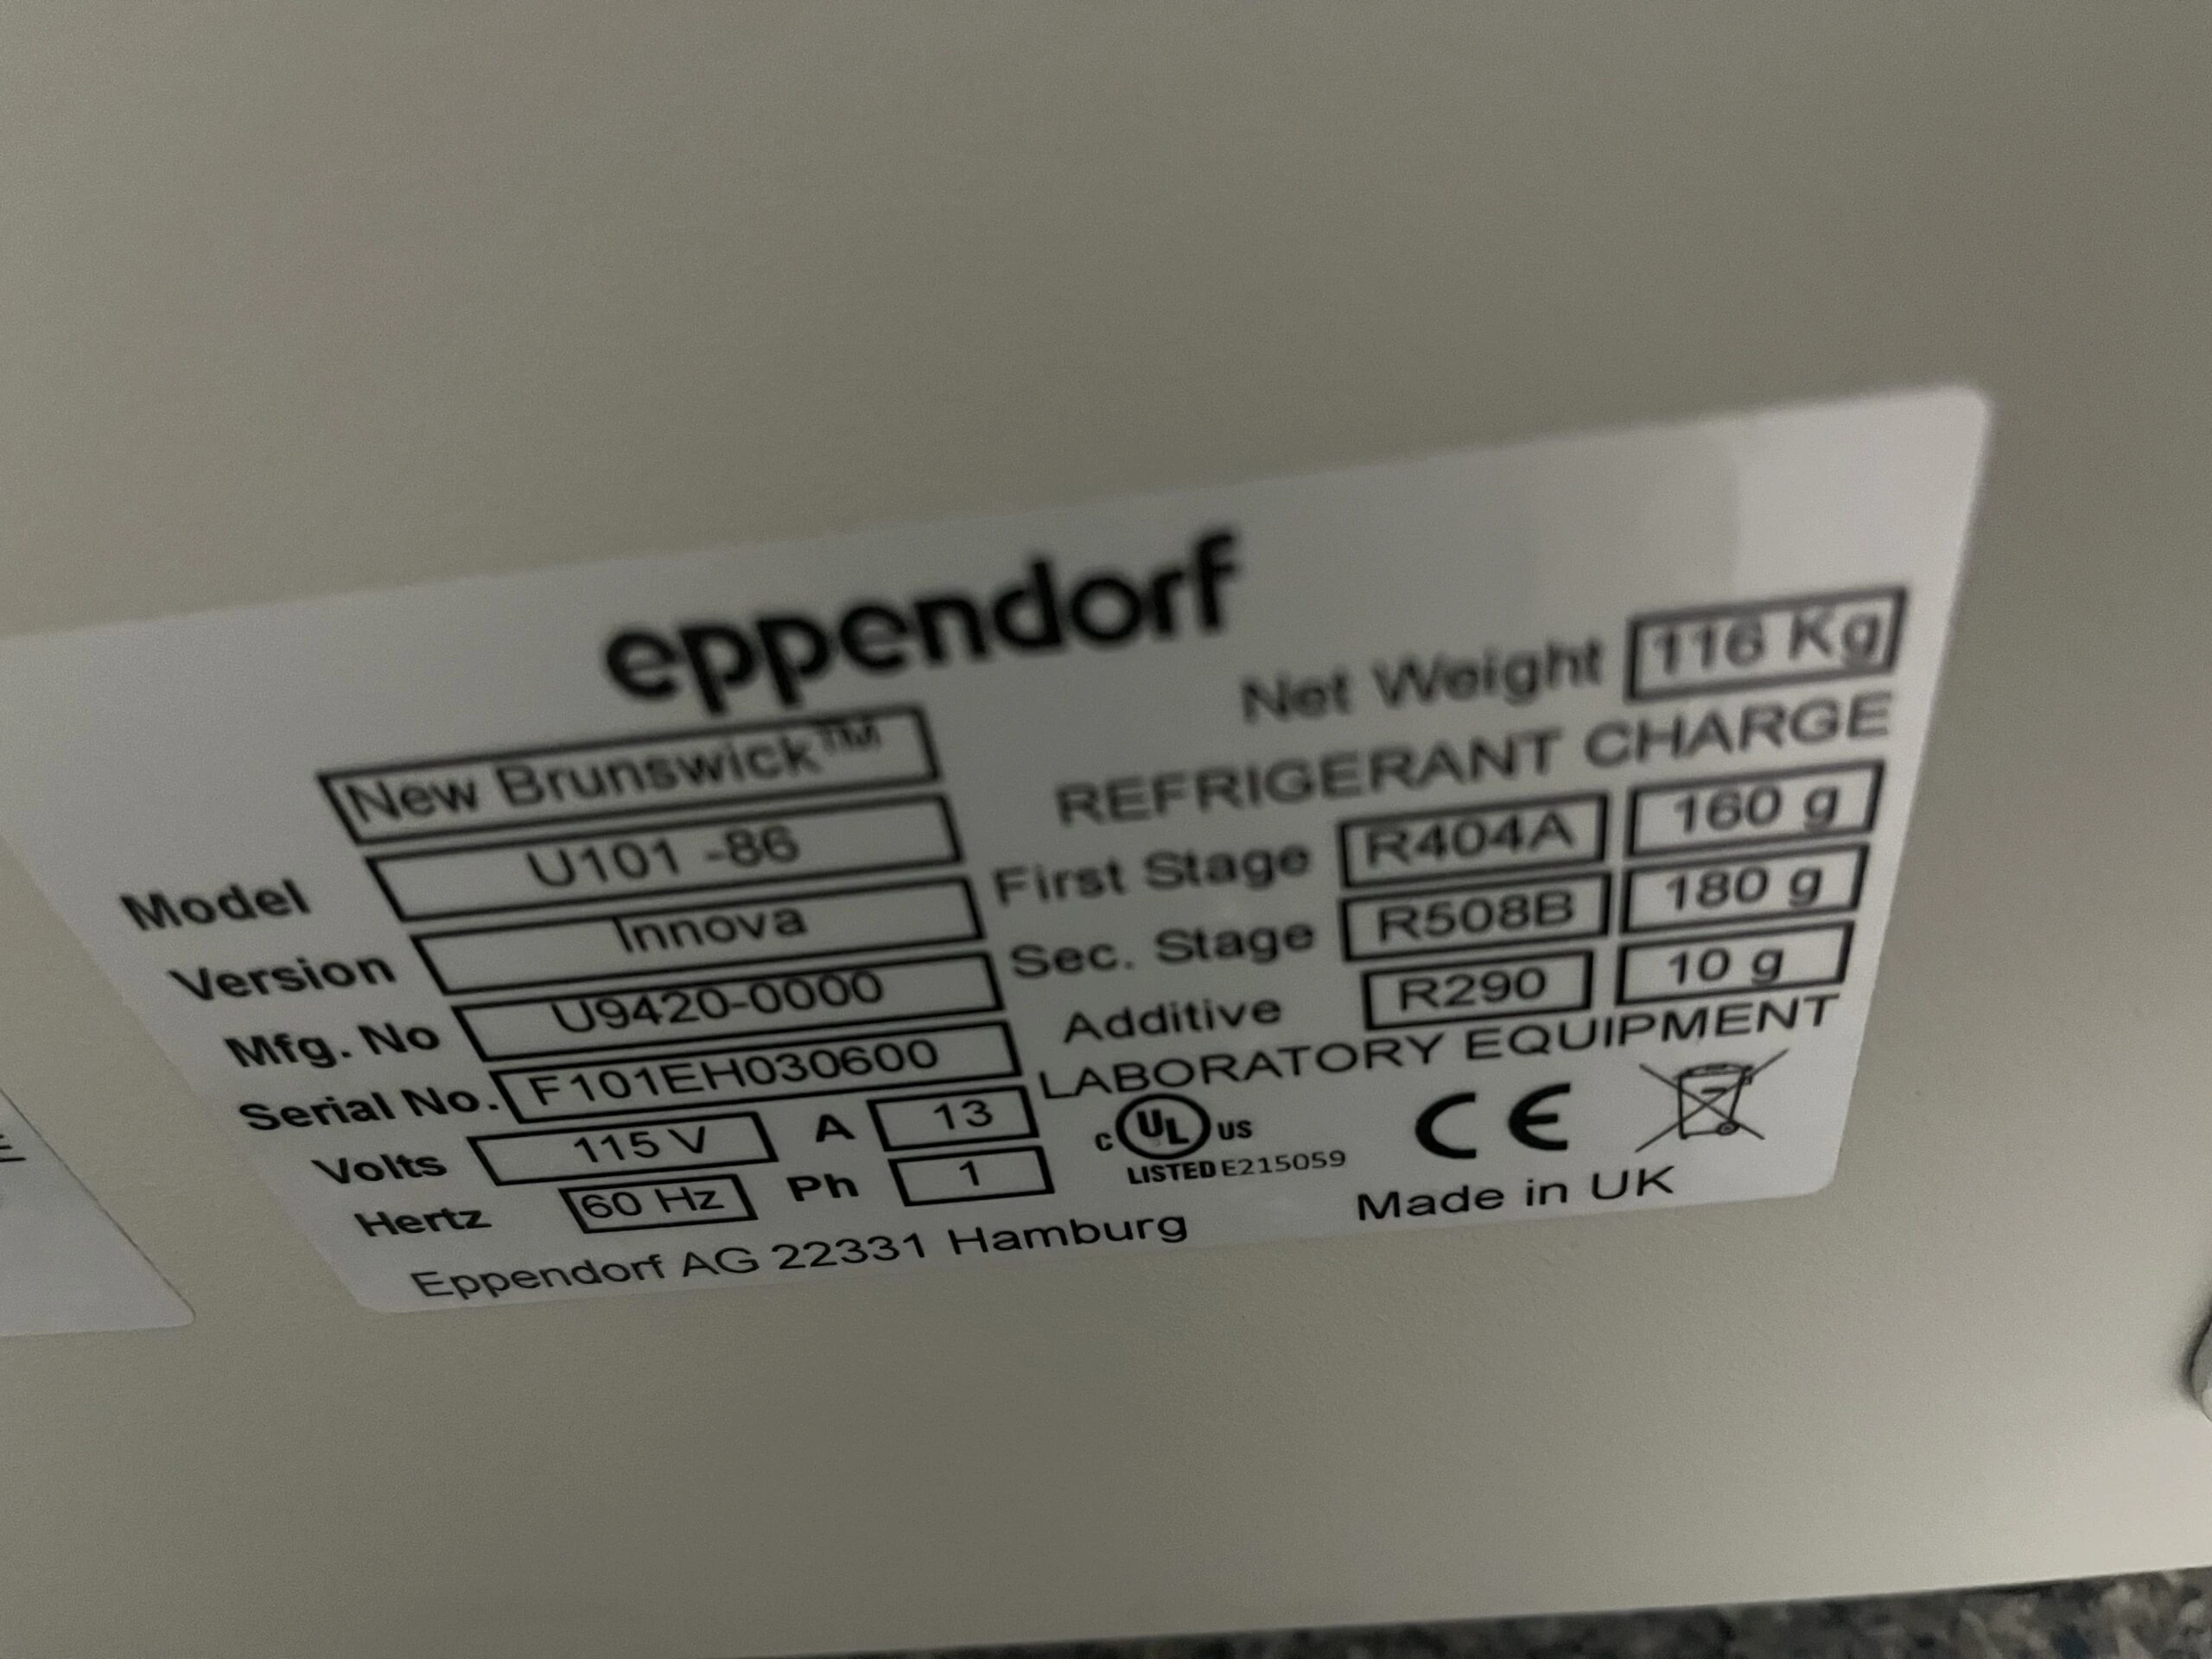 eppendorf
New Brunswick™
Model U101 -86
Version Innova
Mfg. No U9420-0000
Serial No. F101EH030600
Volts 115 V A 13
Hertz 60 Hz Ph 1
Eppendorf AG 22331 Hamburg
Net Weight 116 Kg
REFRIGERANT CHARGE
First Stage R404A 160 g
Sec. Stage R508B 180 g
Additive R290 10 g
LABORATORY EQUIPMENT
C UL US CE
LISTED E215059
Made in UK